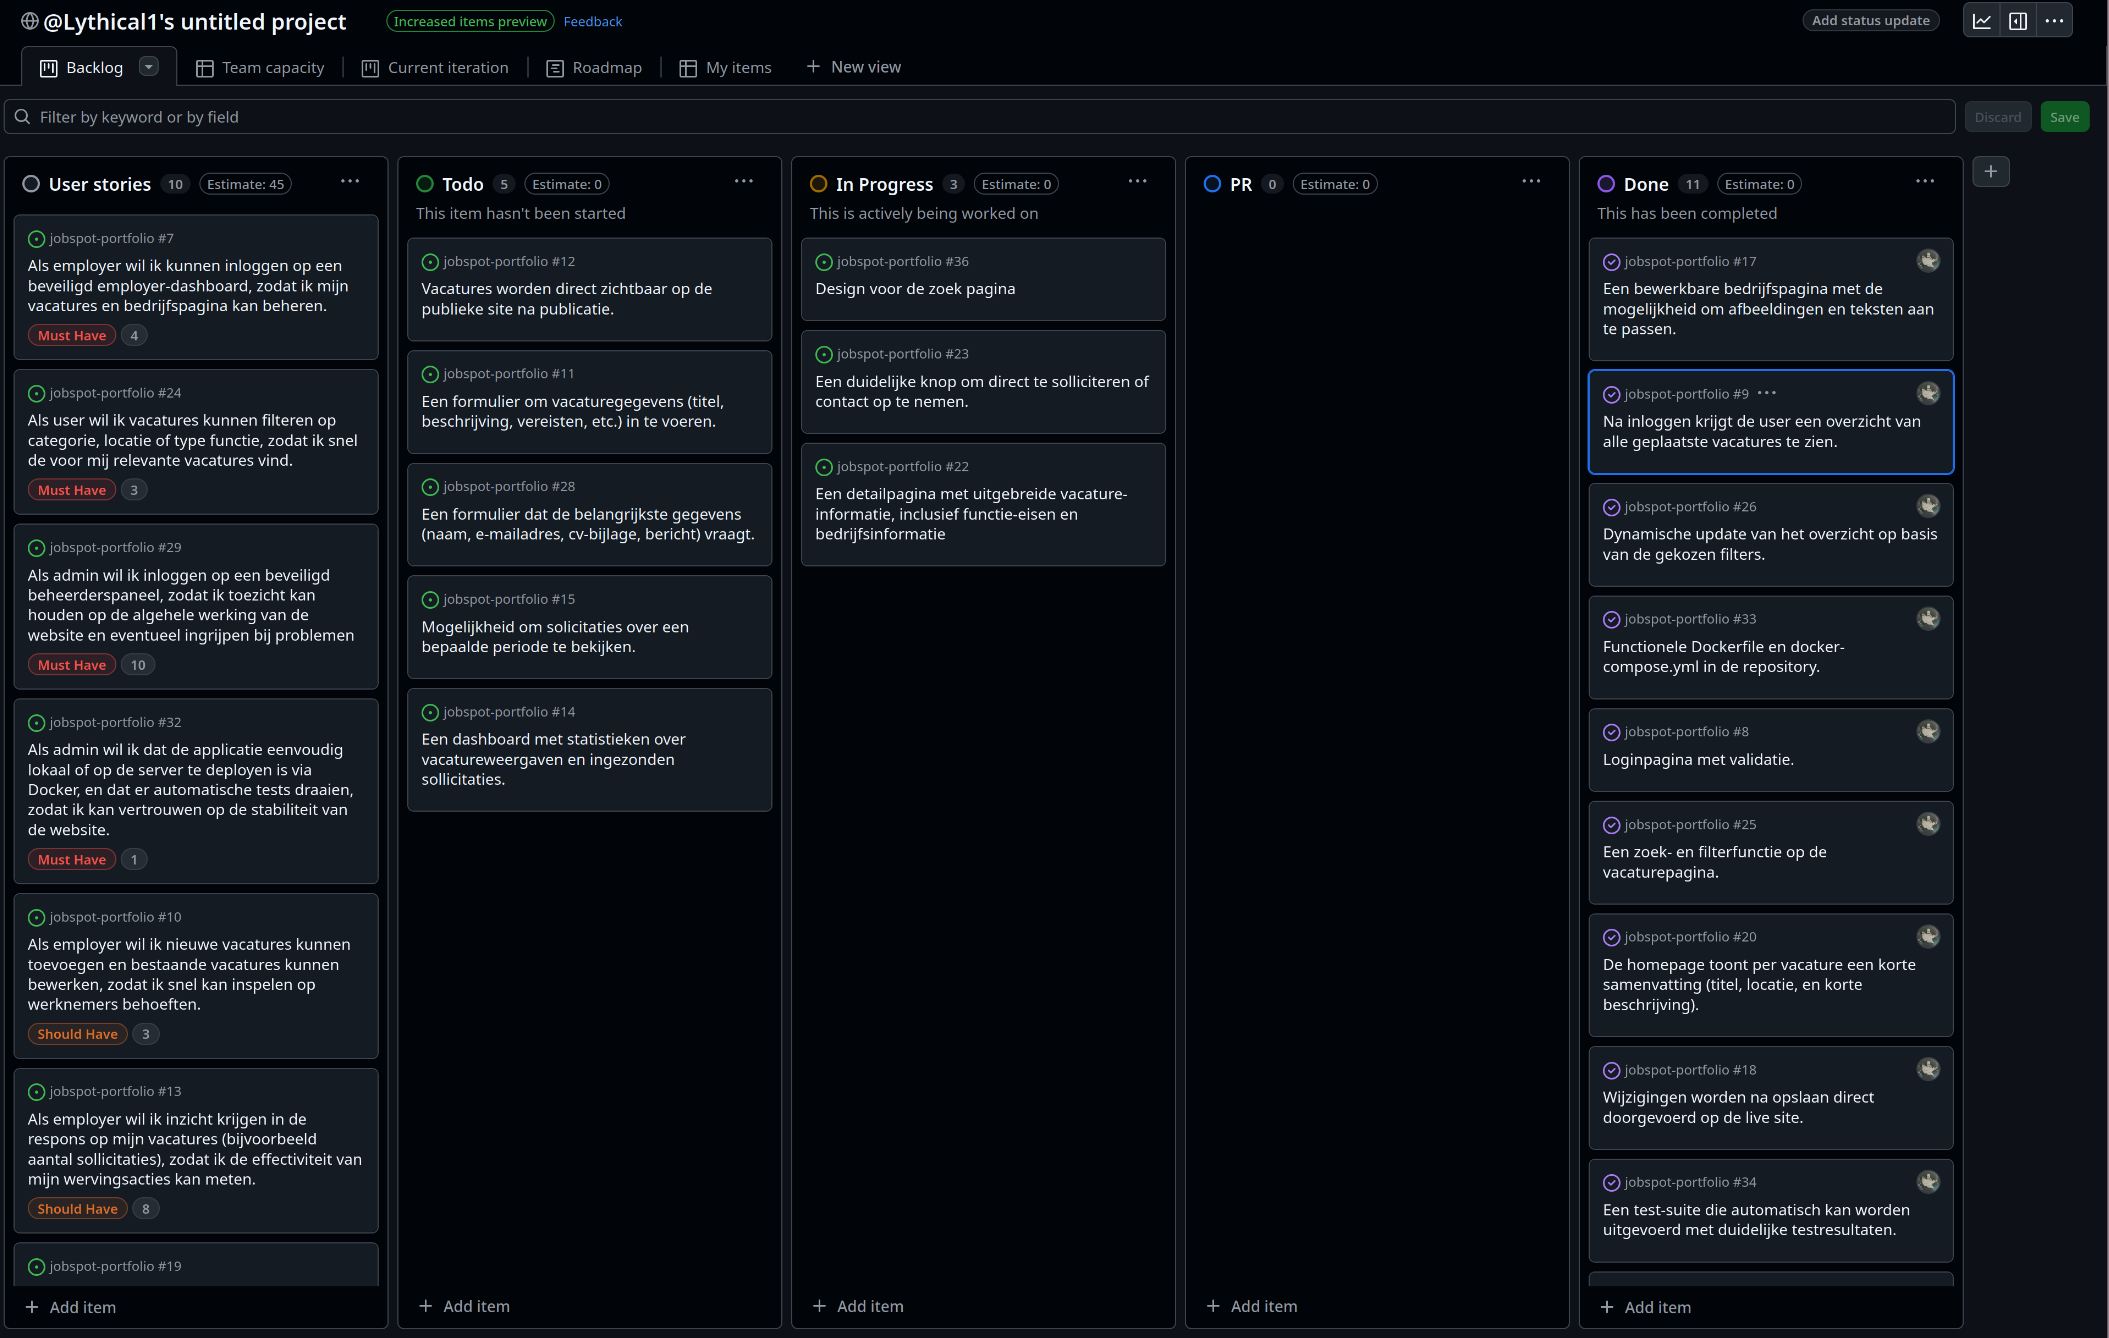 @Lythical1's untitled project
Increased items preview
Feedback
Add status update
Backlog
Team capacity
Current iteration
Roadmap
My items
New view
Filter by keyword or by field
Discard
Save
User stories 10 Estimate: 45
jobspot-portfolio #7
Als employer wil ik kunnen inloggen op een
beveiligd employer-dashboard, zodat ik mijn
vacatures en bedrijfspagina kan beheren.
Must Have 4
jobspot-portfolio #24
Als user wil ik vacatures kunnen filteren op
categorie, locatie of type functie, zodat ik snel
de voor mij relevante vacatures vind.
Must Have 3
jobspot-portfolio #29
Als admin wil ik inloggen op een beveiligd
beheerderspaneel, zodat ik toezicht kan
houden op de algehele werking van de
website en eventueel ingrijpen bij problemen
Must Have 10
jobspot-portfolio #32
Als admin wil ik dat de applicatie eenvoudig
lokaal of op de server te deployen is via
Docker, en dat er automatische tests draaien,
zodat ik kan vertrouwen op de stabiliteit van
de website.
Must Have 1
jobspot-portfolio #10
Als employer wil ik nieuwe vacatures kunnen
toevoegen en bestaande vacatures kunnen
bewerken, zodat ik snel kan inspelen op
werknemers behoeften.
Should Have 3
jobspot-portfolio #13
Als employer wil ik inzicht krijgen in de
respons op mijn vacatures (bijvoorbeeld
aantal sollicitaties), zodat ik de effectiviteit van
mijn wervingsacties kan meten.
Should Have 8
jobspot-portfolio #19
Add item
Todo 5 Estimate: 0
This item hasn't been started
jobspot-portfolio #12
Vacatures worden direct zichtbaar op de
publieke site na publicatie.
jobspot-portfolio #11
Een formulier om vacaturegegevens (titel,
beschrijving, vereisten, etc.) in te voeren.
jobspot-portfolio #28
Een formulier dat de belangrijkste gegevens
(naam, e-mailadres, cv-bijlage, bericht) vraagt.
jobspot-portfolio #15
Mogelijkheid om solicitaties over een
bepaalde periode te bekijken.
jobspot-portfolio #14
Een dashboard met statistieken over
vacatureweergaven en ingezonden
sollicitaties.
Add item
In Progress 3 Estimate: 0
This is actively being worked on
jobspot-portfolio #36
Design voor de zoek pagina
jobspot-portfolio #23
Een duidelijke knop om direct te solliciteren of
contact op te nemen.
jobspot-portfolio #22
Een detailpagina met uitgebreide vacature-
informatie, inclusief functie-eisen en
bedrijfsinformatie
Add item
PR 0 Estimate: 0
Add item
Done 11 Estimate: 0
This has been completed
jobspot-portfolio #17
Een bewerkbare bedrijfspagina met de
mogelijkheid om afbeeldingen en teksten aan
te passen.
jobspot-portfolio #9
Na inloggen krijgt de user een overzicht van
alle geplaatste vacatures te zien.
jobspot-portfolio #26
Dynamische update van het overzicht op basis
van de gekozen filters.
jobspot-portfolio #33
Functionele Dockerfile en docker-
compose.yml in de repository.
jobspot-portfolio #8
Loginpagina met validatie.
jobspot-portfolio #25
Een zoek- en filterfunctie op de
vacaturepagina.
jobspot-portfolio #20
De homepage toont per vacature een korte
samenvatting (titel, locatie, en korte
beschrijving).
jobspot-portfolio #18
Wijzigingen worden na opslaan direct
doorgevoerd op de live site.
jobspot-portfolio #34
Een test-suite die automatisch kan worden
uitgevoerd met duidelijke testresultaten.
Add item